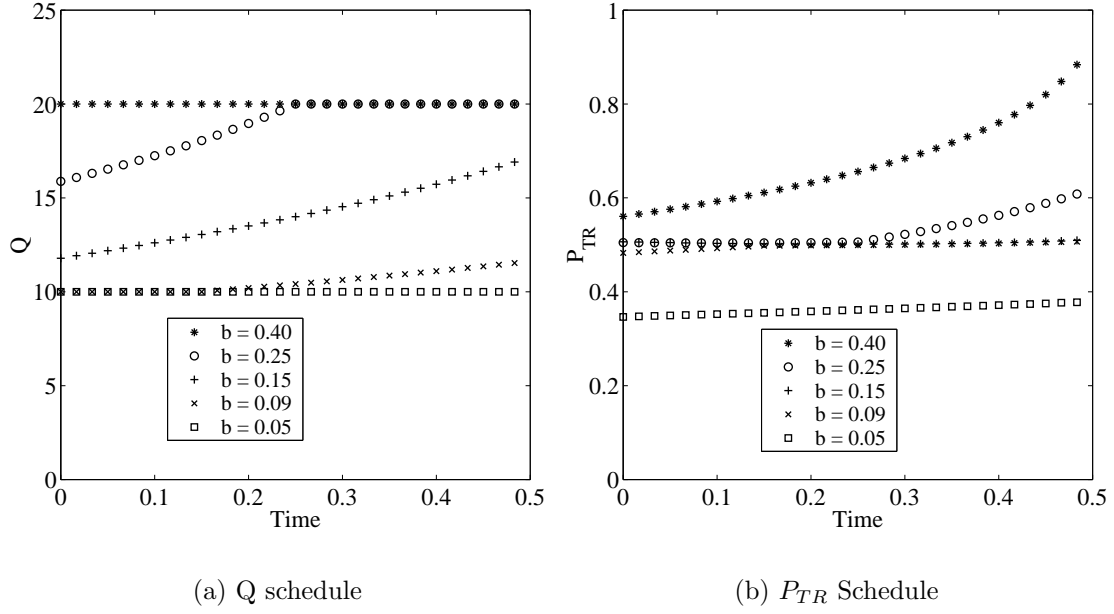 25
20
15
10
5
0
Q
0 0.1 0.2 0.3 0.4 0.5
Time
b = 0.40
b = 0.25
b = 0.15
b = 0.09
b = 0.05
(a) Q schedule
1
0.8
0.6
0.4
0.2
0
P_TR
0 0.1 0.2 0.3 0.4 0.5
Time
b = 0.40
b = 0.25
b = 0.15
b = 0.09
b = 0.05
(b) P_TR Schedule